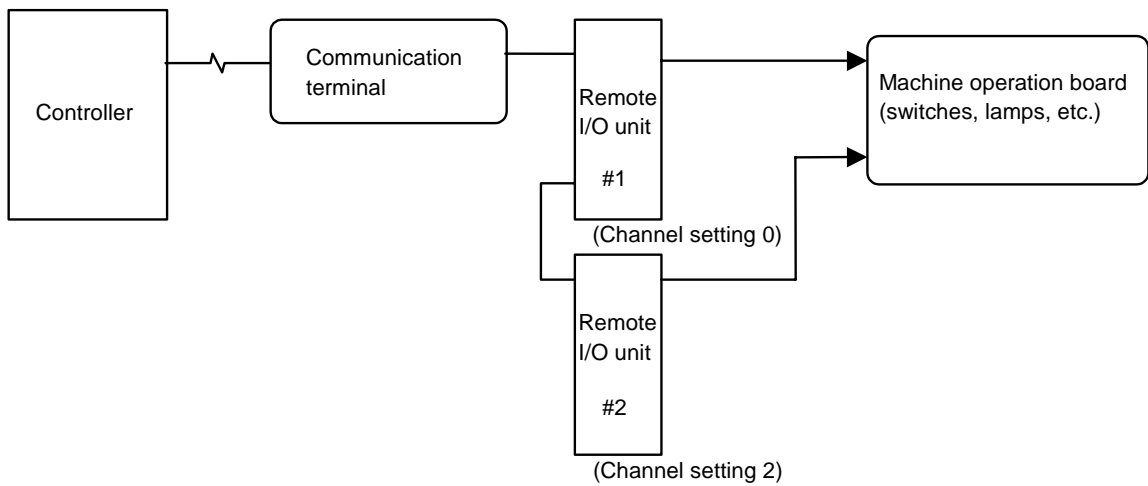 Controller
Communication
terminal
Remote
I/O unit
#1
(Channel setting 0)
Machine operation board
(switches, lamps, etc.)
Remote
I/O unit
#2
(Channel setting 2)